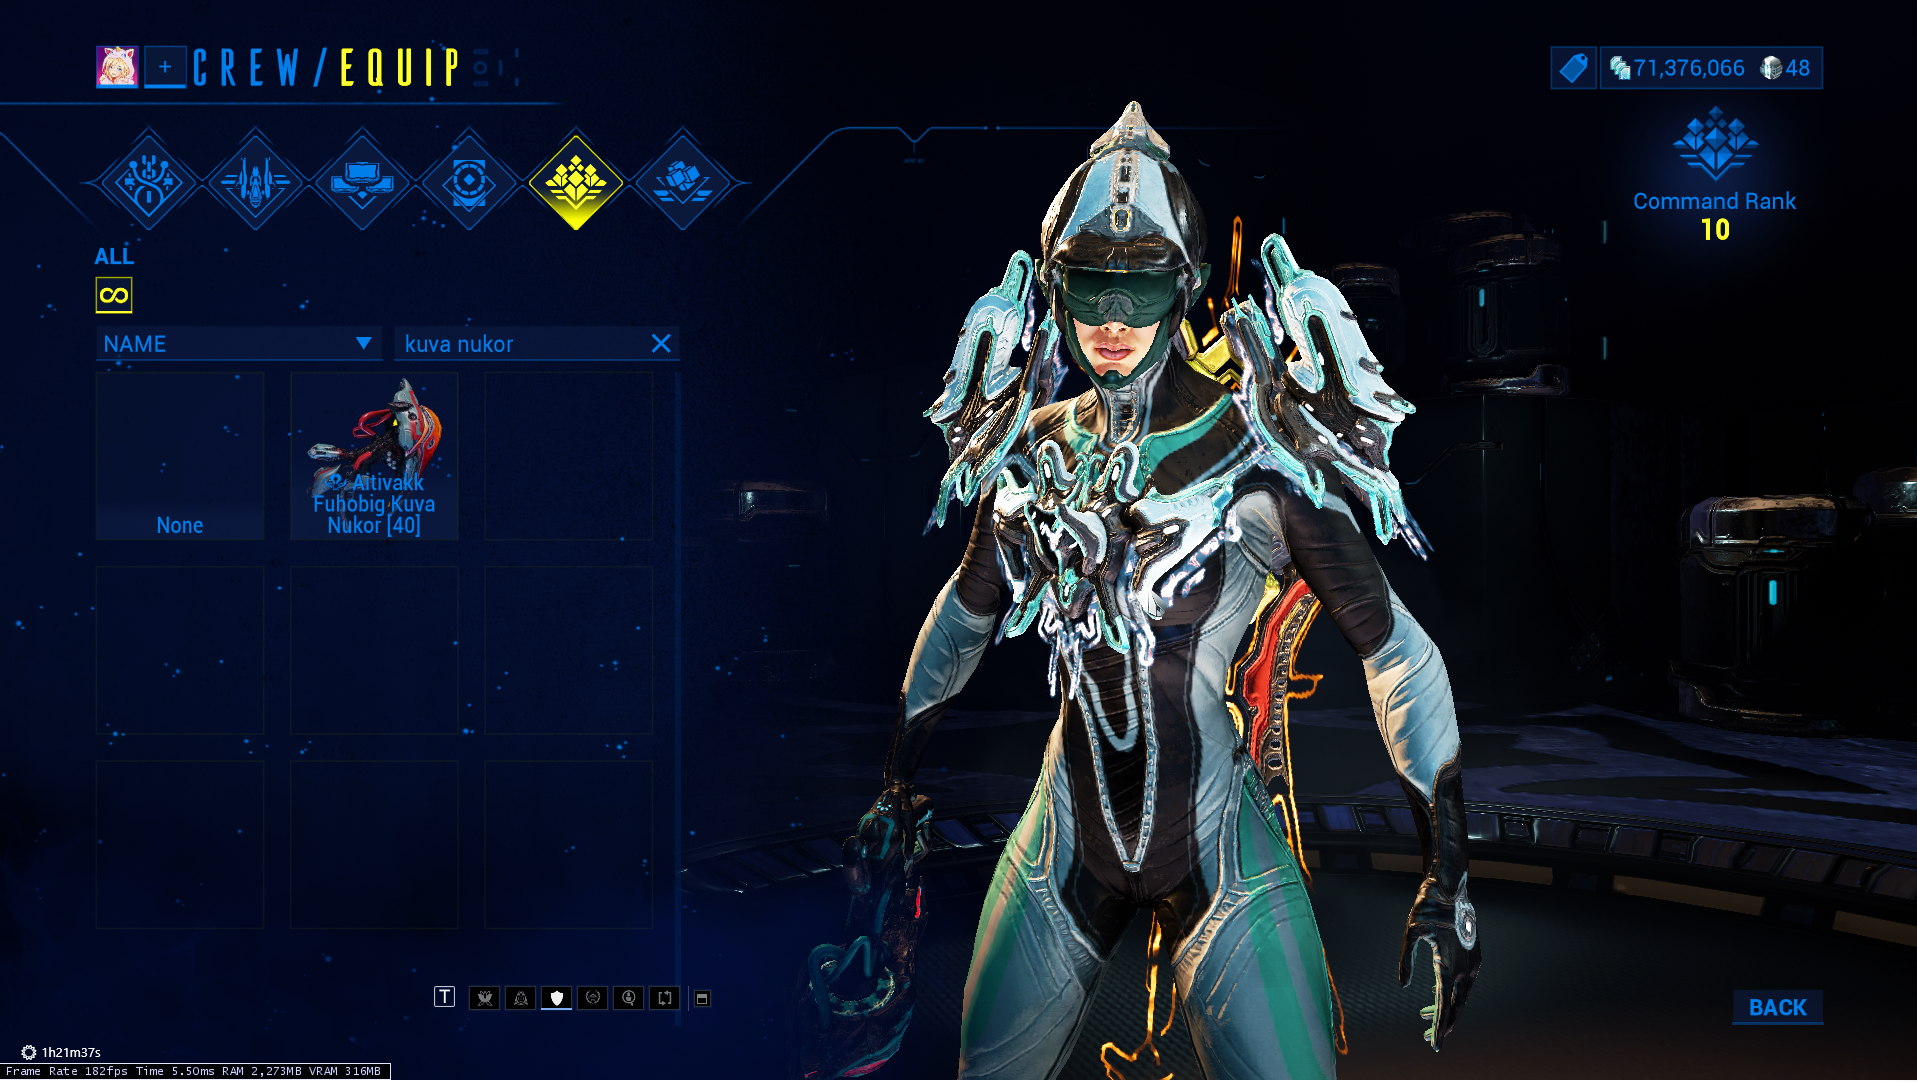 CREW/EQUIP
71,376,066
48
Command Rank
10
ALL
NAME
kuva nukor
None
Aitivakk
Fuhobig Kuva
Nukor [40]
T
BACK
1h21m37s
Frame Rate 182fps Time 5.50ms RAM 2,273MB VRAM 316MB